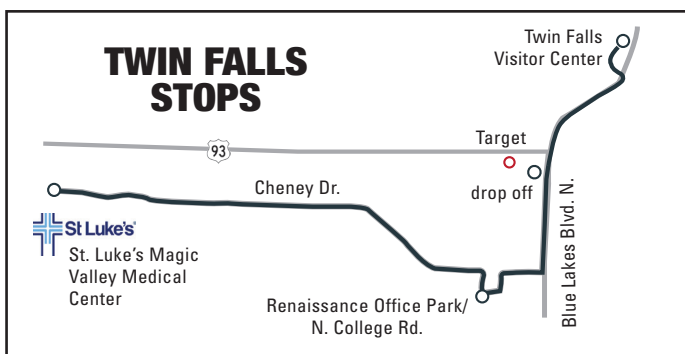 TWIN FALLS
STOPS
Twin Falls
Visitor Center
93
Target
drop off
Cheney Dr.
Blue Lakes Blvd. N.
St Luke's
St. Luke's Magic
Valley Medical
Center
Renaissance Office Park/
N. College Rd.